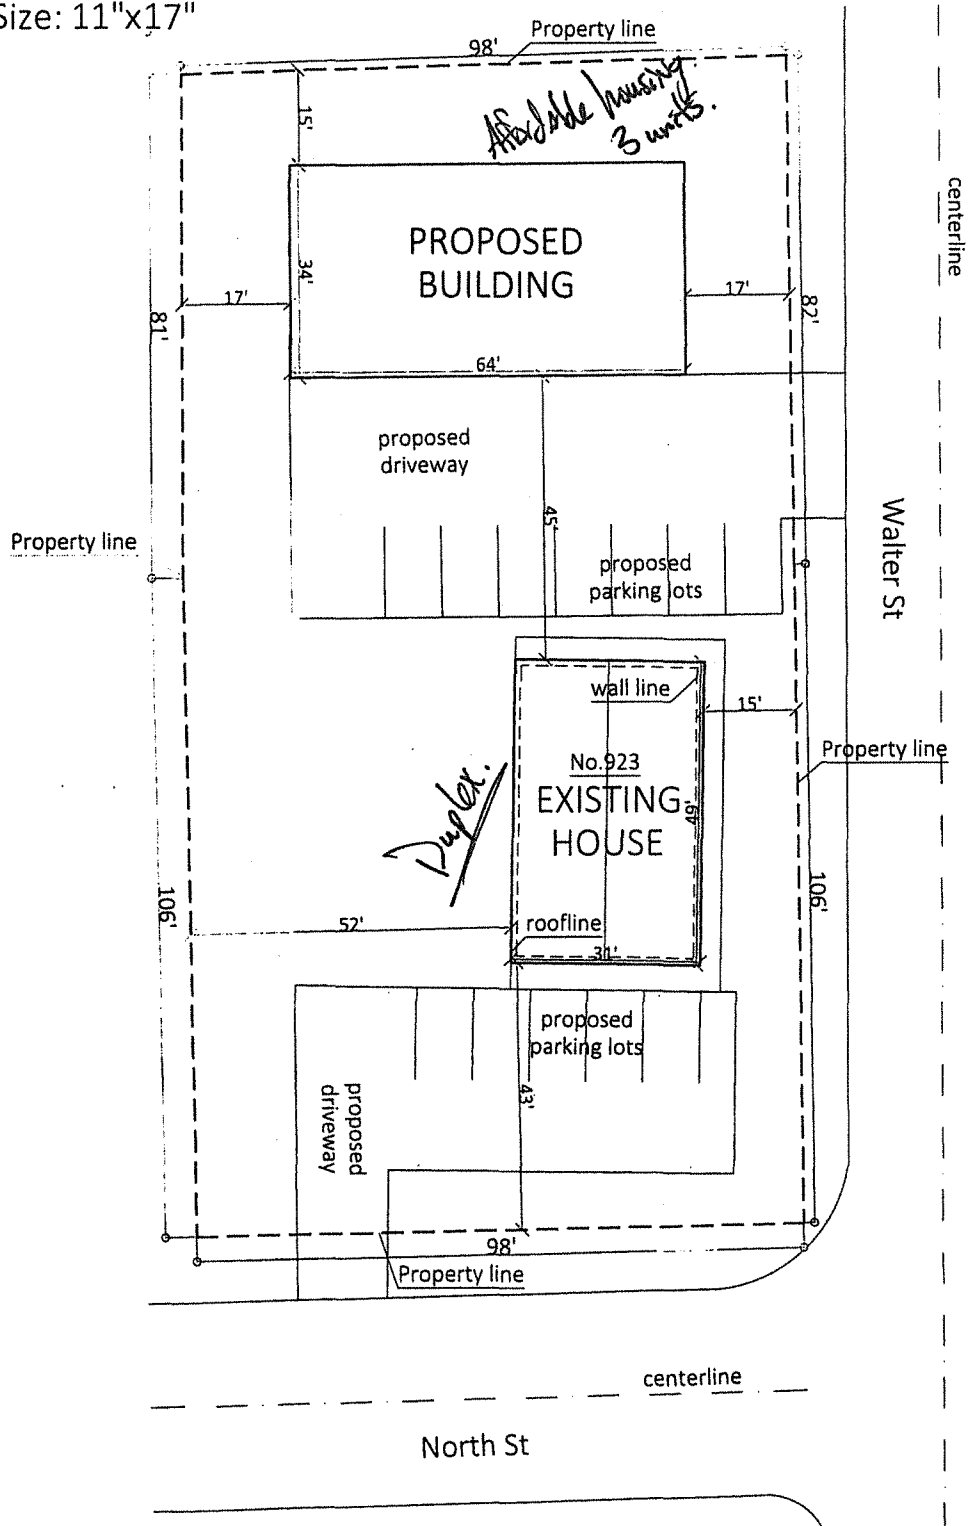 Size: 11"x17"
Property line
98'
Affordable housing
3 units.
15'
centerline
PROPOSED
BUILDING
34'
17'
17'
81'
82'
64'
proposed
driveway
45'
Walter St
Property line
proposed
parking lots
wall line
15'
Property line
No.923
EXISTING
HOUSE
49'
Duplex.
106'
106'
52'
roofline
31'
proposed
parking lots
43'
proposed
driveway
98'
Property line
centerline
North St